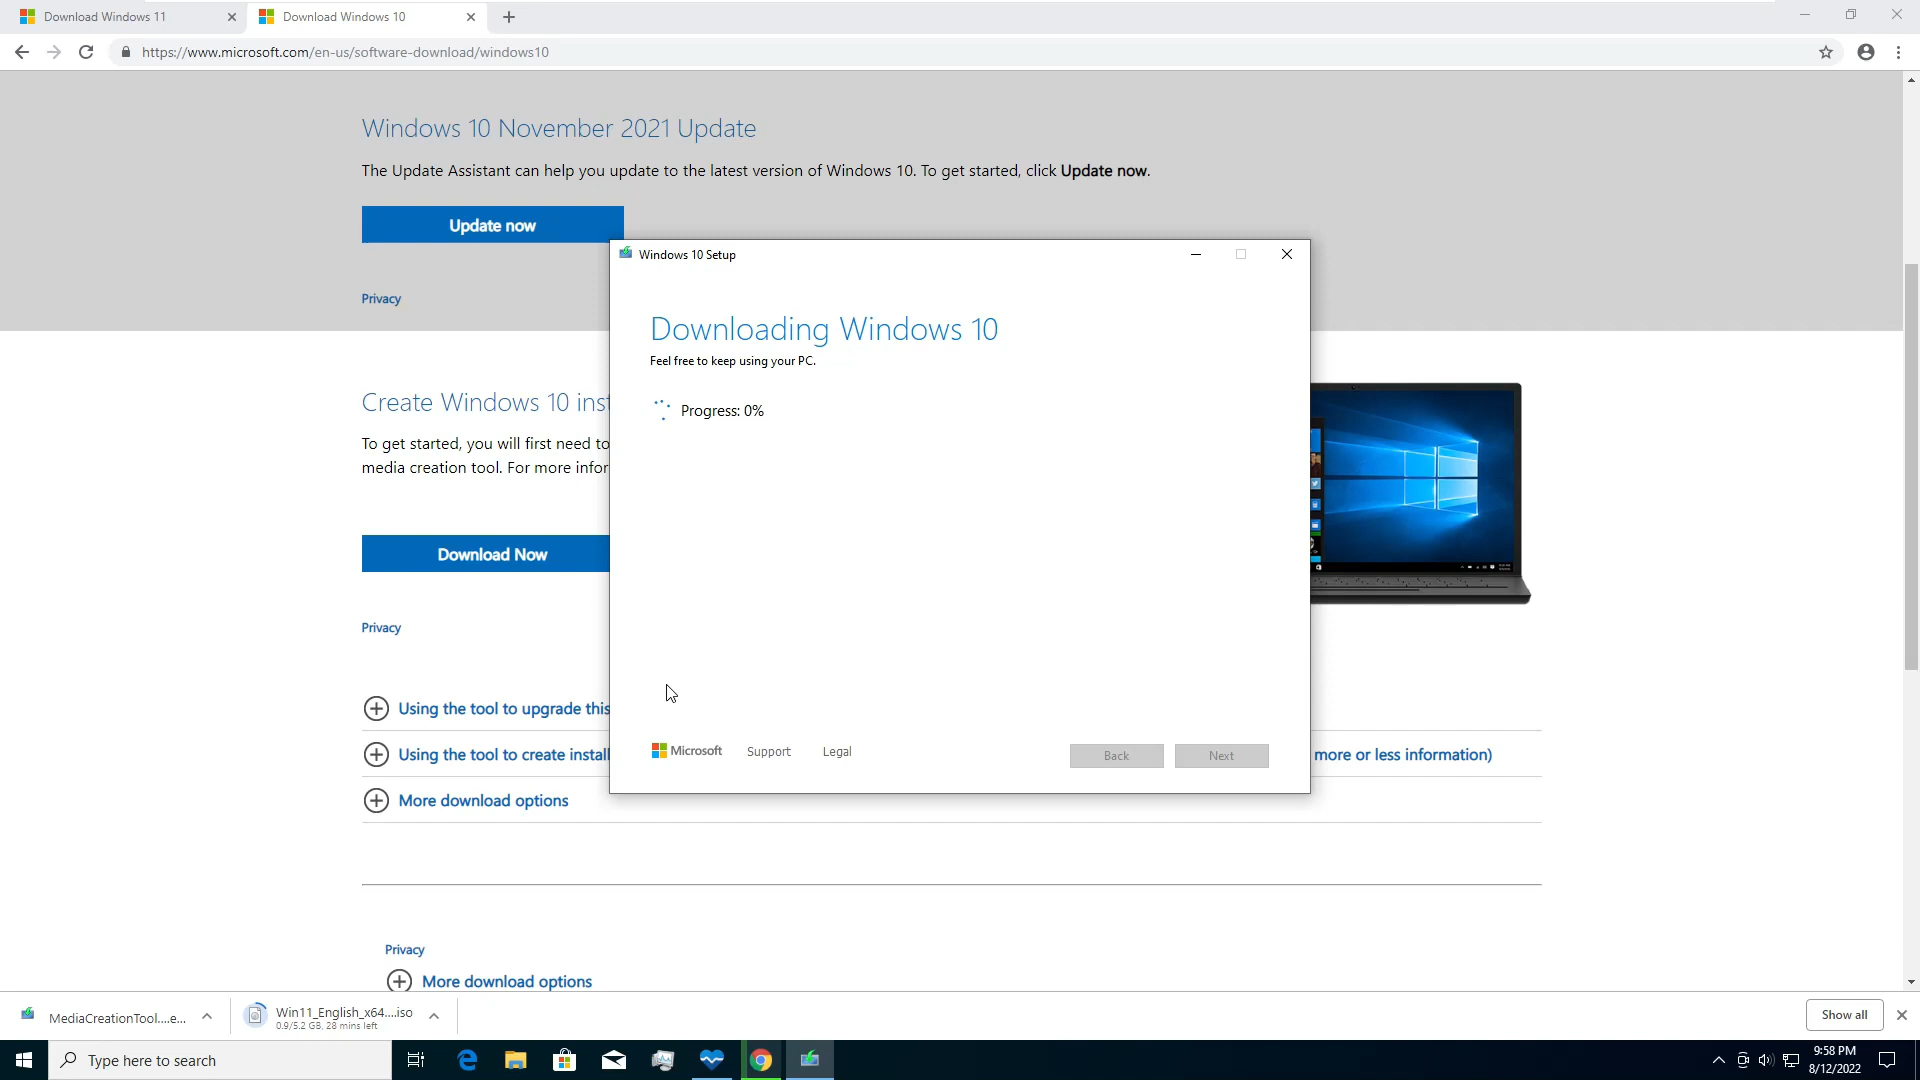 Download Windows 11
Download Windows 10
https://www.microsoft.com/en-us/software-download/windows10
Windows 10 November 2021 Update
The Update Assistant can help you update to the latest version of Windows 10. To get started, click Update now.
Update now
Privacy
Windows 10 Setup
Downloading Windows 10
Feel free to keep using your PC.
Progress: 0%
Microsoft
Support
Legal
Back
Next
Create Windows 10 inst
To get started, you will first need to
media creation tool. For more infor
Download Now
Privacy
Using the tool to upgrade this
Using the tool to create install
more or less information)
More download options
Privacy
More download options
MediaCreationTool....e...
Win11_English_x64....iso
0.9/5.2 GB, 28 mins left
Show all
Type here to search
9:58 PM
8/12/2022